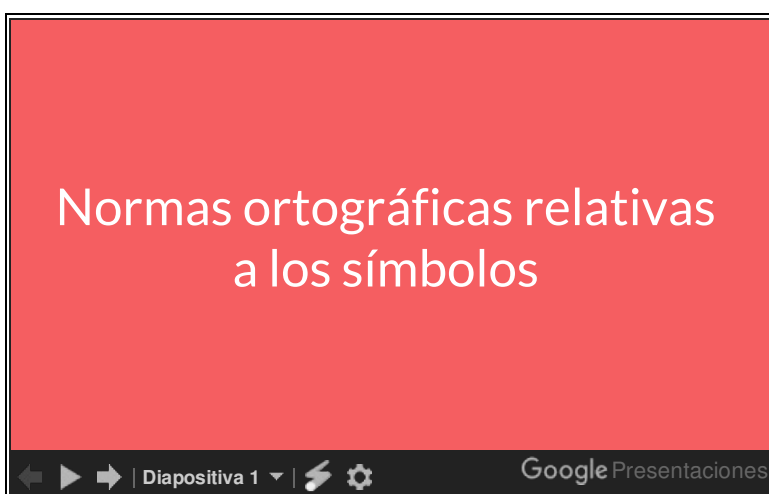 Normas ortográficas relativas
a los símbolos
Diapositiva 1
Google Presentaciones